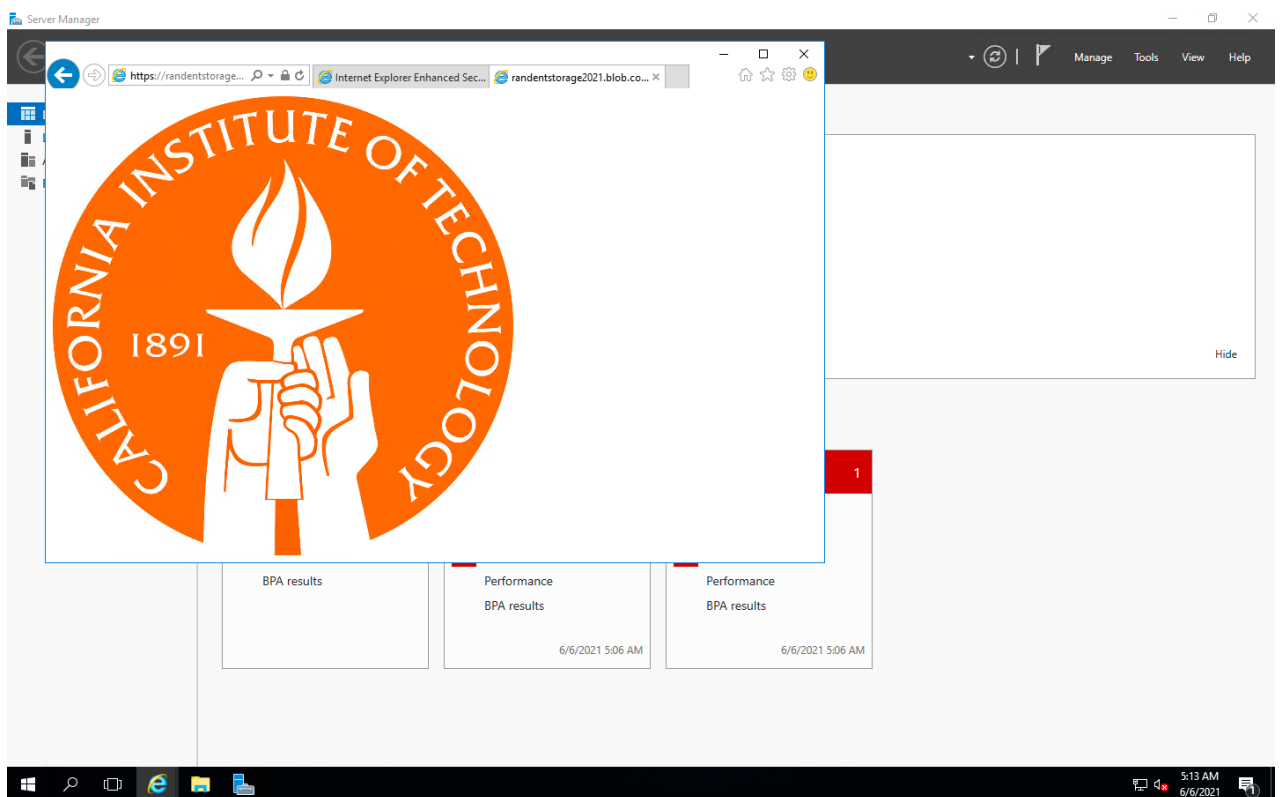 Server Manager
Manage Tools View Help
https://randentstorage...
Internet Explorer Enhanced Sec...
randentstorage2021.blob.co...
CALIFORNIA INSTITUTE OF TECHNOLOGY
1891
Hide
1
BPA results
Performance
BPA results
6/6/2021 5:06 AM
Performance
BPA results
6/6/2021 5:06 AM
5:13 AM
6/6/2021
1